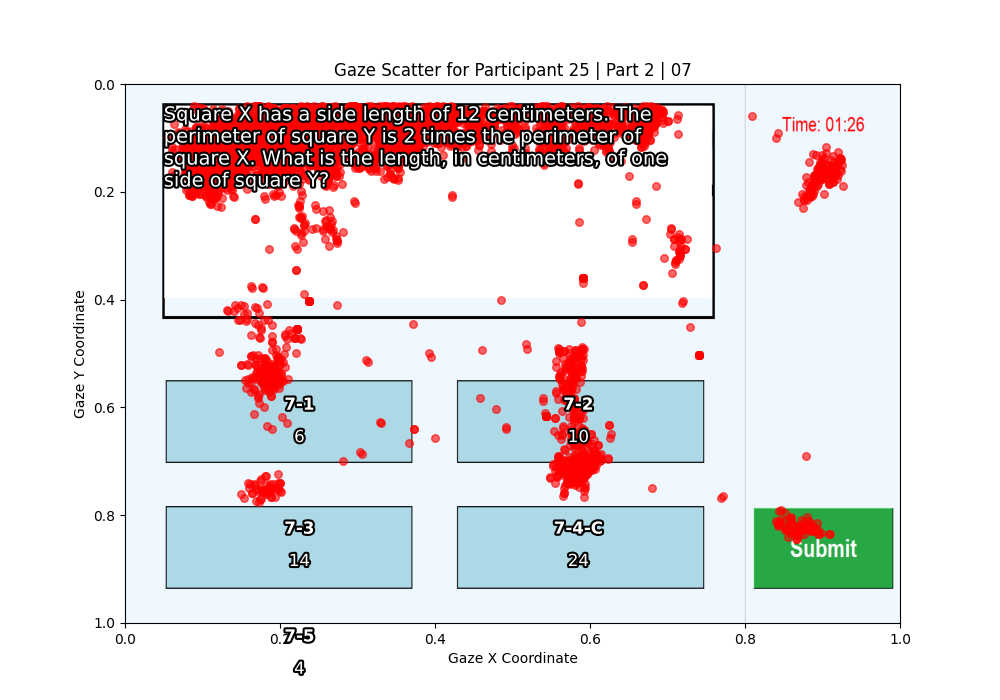 Gaze Scatter for Participant 25 | Part 2 | 07
Square X has a side length of 12 centimeters. The
perimeter of square Y is 2 times the perimeter of
square X. What is the length, in centimeters, of one
side of square Y?
Time: 01:26
7-1
6
7-2
10
7-3
14
7-4-C
24
7-5
4
Submit
0.0
0.2
0.4
0.6
0.8
1.0
Gaze Y Coordinate
0.0
0.2
0.4
0.6
0.8
1.0
Gaze X Coordinate